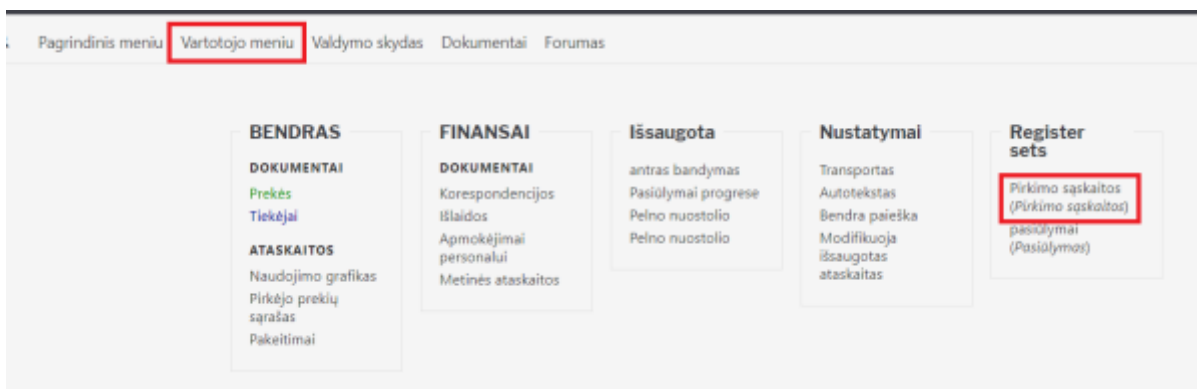 Pagrindinis meniu Vartotojo meniu Valdymo skydas Dokumentai Forumas
BENDRAS
DOKUMENTAI
Prekės
Tiekėjai
ATASKAITOS
Naudojimo grafikas
Pirkėjo prekių
sąrašas
Pakeitimai
FINANSAI
DOKUMENTAI
Korespondencijos
Išlaidos
Apmokėjimai
personalui
Metinės ataskaitos
Išsaugota
antras bandymas
Pasiūlymai progrese
Pelno nuostolio
Pelno nuostolio
Nustatymai
Transportas
Autotekstas
Bendra paieška
Modifikuoja
išsaugotas
ataskaitas
Register
sets
Pirkimo sąskaitos
(Pirkimo sąskaitos)
pasiūlymai
(Pasiūlymas)